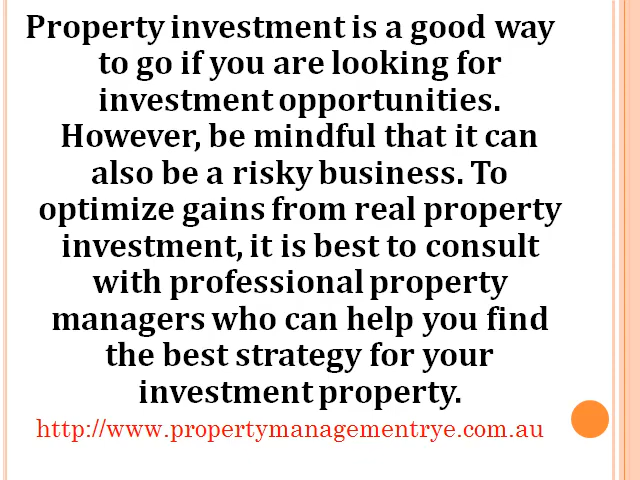 Property investment is a good way
to go if you are looking for
investment opportunities.
However, be mindful that it can
also be a risky business. To
optimize gains from real property
investment, it is best to consult
with professional property
managers who can help you find
the best strategy for your
investment property.
http://www.propertymanagementrye.com.au